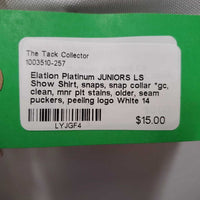 The Tack Collector
1003510-257
Elation Platinum JUNIORS LS
Show Shirt, snaps, snap collar *gc,
clean, mnr pit stains, older, seam
puckers, peeling logo White 14
$15.00
LYJGF4